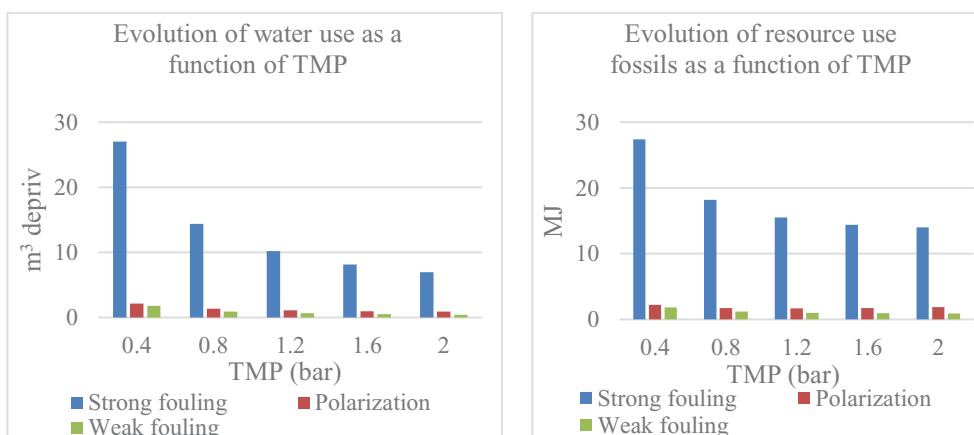 Evolution of water use as a
function of TMP
m³ depriv
30
20
10
0
0.4 0.8 1.2 1.6 2
TMP (bar)
Strong fouling Polarization
Weak fouling
Evolution of resource use
fossils as a function of TMP
MJ
30
20
10
0
0.4 0.8 1.2 1.6 2
TMP (bar)
Strong fouling Polarization
Weak fouling